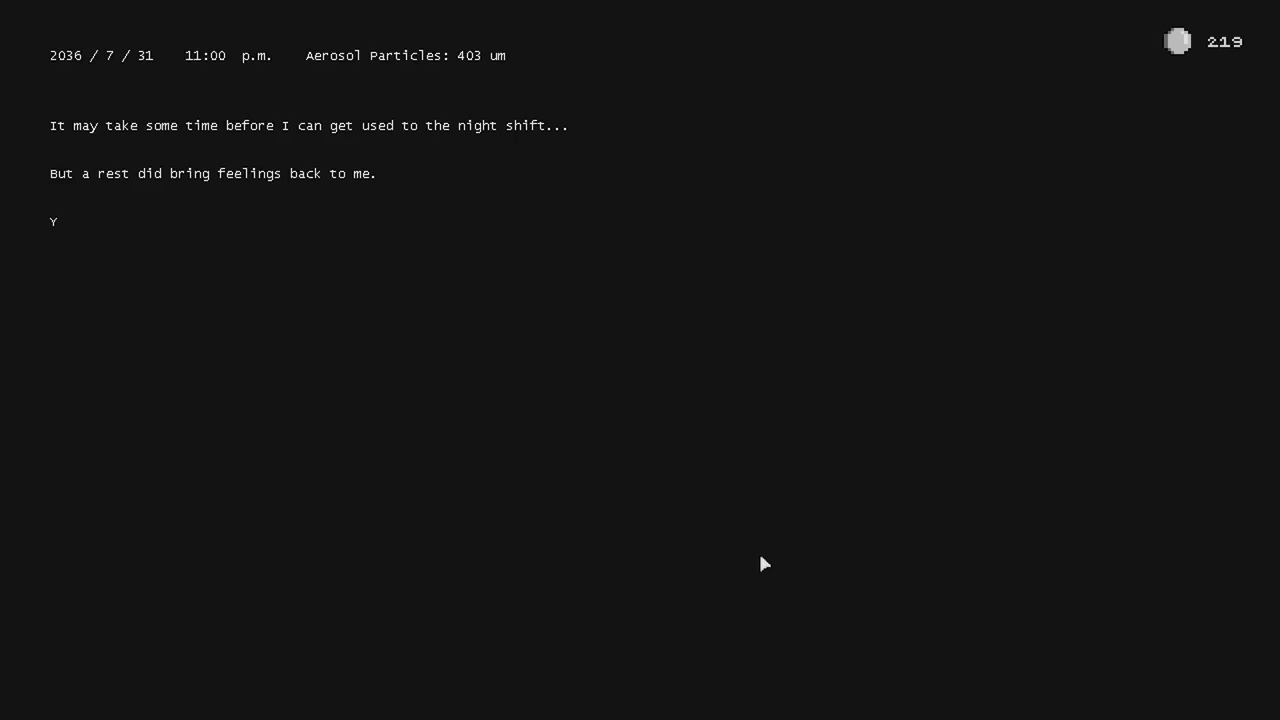 2036 / 7 / 31    11:00  p.m.    Aerosol Particles: 403 um
219
It may take some time before I can get used to the night shift...
But a rest did bring feelings back to me.
Y